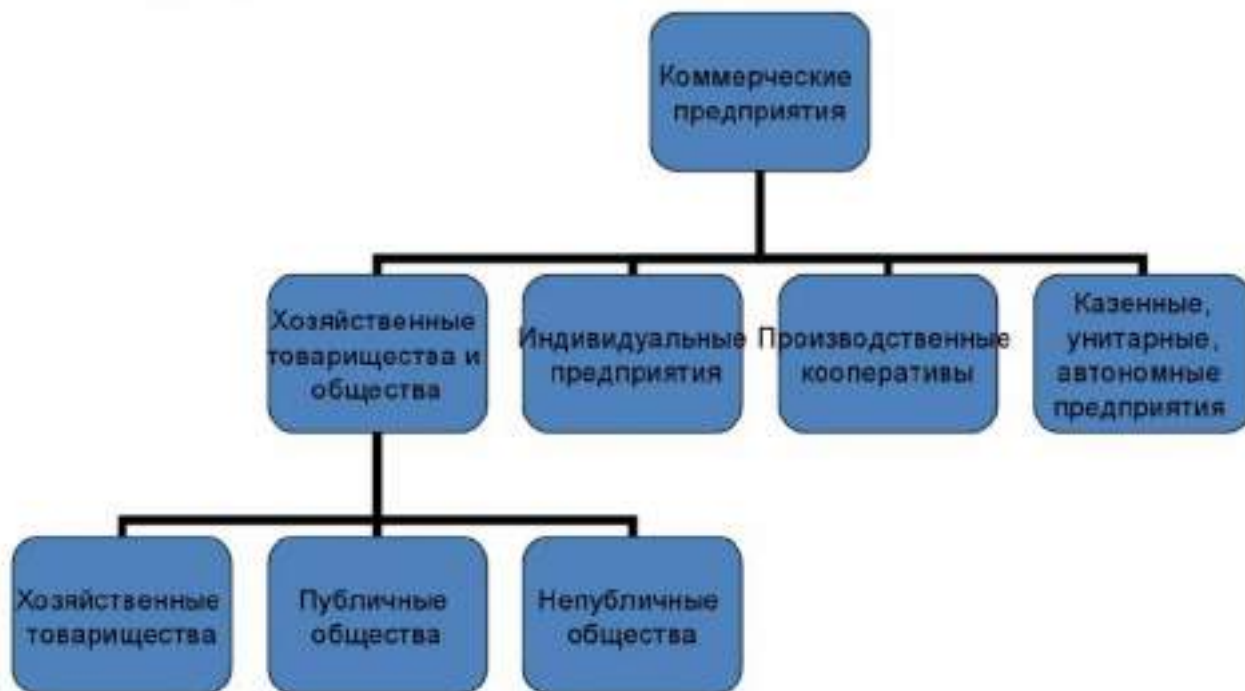 Коммерческие
предприятия
Хозяйственные
товарищества и
общества
Индивидуальные
предприятия
Производственные
кооперативы
Казенные,
унитарные,
автономные
предприятия
Хозяйственные
товарищества
Публичные
общества
Непубличные
общества